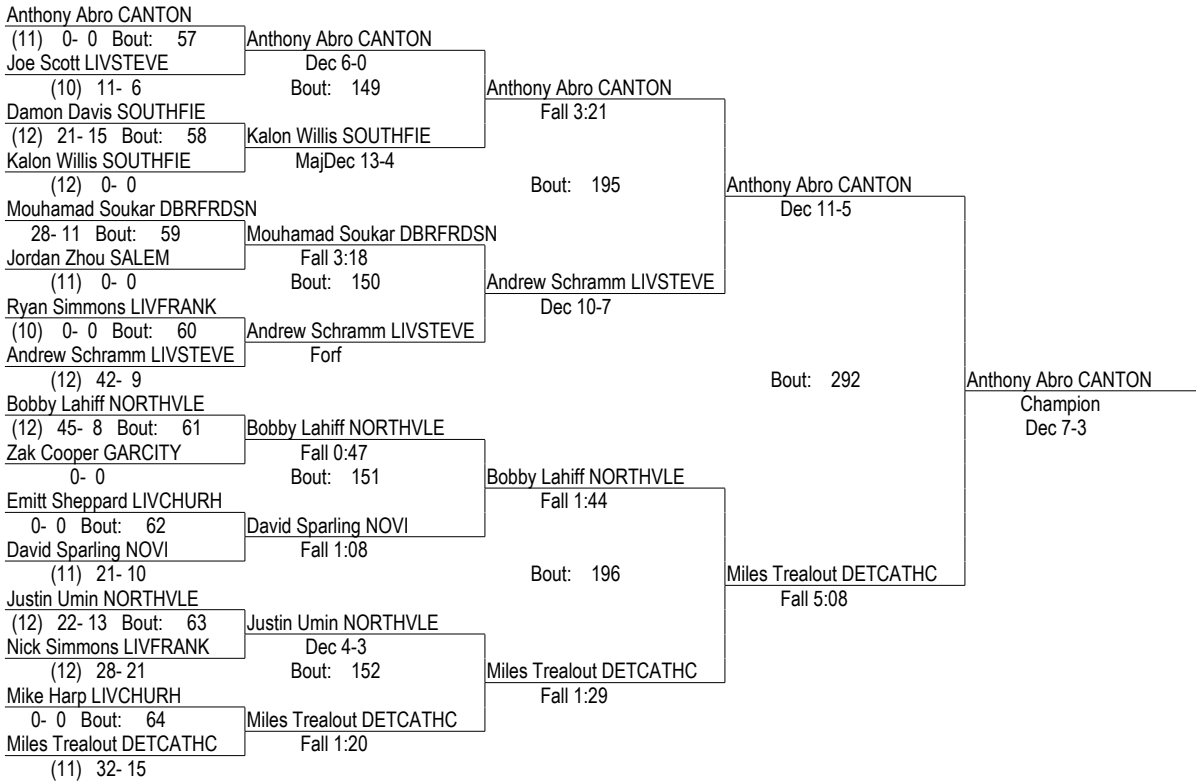 Anthony Abro CANTON
(11) 0- 0 Bout: 57
Joe Scott LIVSTEVE
(10) 11- 6
Damon Davis SOUTHFIE
(12) 21- 15 Bout: 58
Kalon Willis SOUTHFIE
(12) 0- 0
Mouhamad Soukar DBRFRDSN
28- 11 Bout: 59
Jordan Zhou SALEM
(11) 0- 0
Ryan Simmons LIVFRANK
(10) 0- 0 Bout: 60
Andrew Schramm LIVSTEVE
(12) 42- 9
Bobby Lahiff NORTHVLE
(12) 45- 8 Bout: 61
Zak Cooper GARCITY
0- 0
Emitt Sheppard LIVCHURH
0- 0 Bout: 62
David Sparling NOVI
(11) 21- 10
Justin Umin NORTHVLE
(12) 22- 13 Bout: 63
Nick Simmons LIVFRANK
(12) 28- 21
Mike Harp LIVCHURH
0- 0 Bout: 64
Miles Trealout DETCATHC
(11) 32- 15
Anthony Abro CANTON
Dec 6-0
Bout: 149
Kalon Willis SOUTHFIE
MajDec 13-4
Mouhamad Soukar DBRFRDSN
Fall 3:18
Bout: 150
Andrew Schramm LIVSTEVE
Forf
Bobby Lahiff NORTHVLE
Fall 0:47
Bout: 151
David Sparling NOVI
Fall 1:08
Justin Umin NORTHVLE
Dec 4-3
Bout: 152
Miles Trealout DETCATHC
Fall 1:20
Anthony Abro CANTON
Fall 3:21
Bout: 195
Andrew Schramm LIVSTEVE
Dec 10-7
Bobby Lahiff NORTHVLE
Fall 1:44
Bout: 196
Miles Trealout DETCATHC
Fall 1:29
Anthony Abro CANTON
Dec 11-5
Bout: 292
Miles Trealout DETCATHC
Fall 5:08
Anthony Abro CANTON
Champion
Dec 7-3